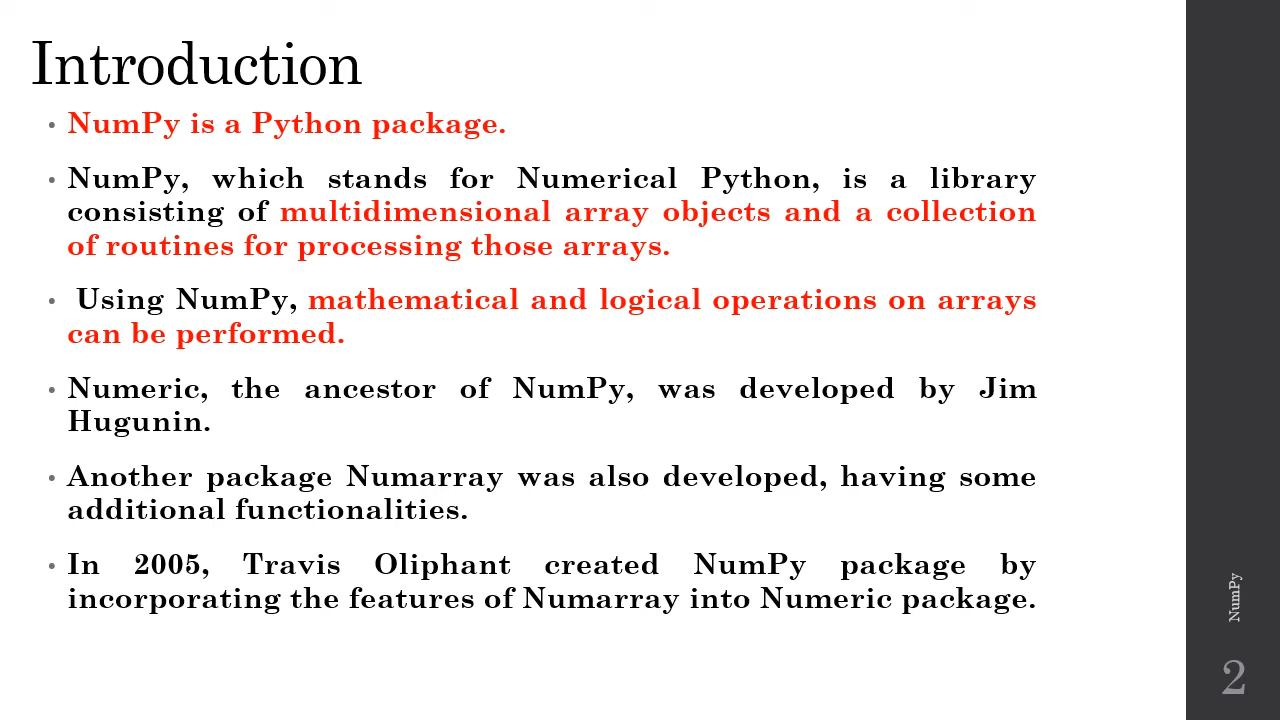 Introduction
• NumPy is a Python package.
• NumPy, which stands for Numerical Python, is a library
consisting of multidimensional array objects and a collection
of routines for processing those arrays.
• Using NumPy, mathematical and logical operations on arrays
can be performed.
• Numeric, the ancestor of NumPy, was developed by Jim
Hugunin.
• Another package Numarray was also developed, having some
additional functionalities.
• In 2005, Travis Oliphant created NumPy package by
incorporating the features of Numarray into Numeric package.
NumPy
2